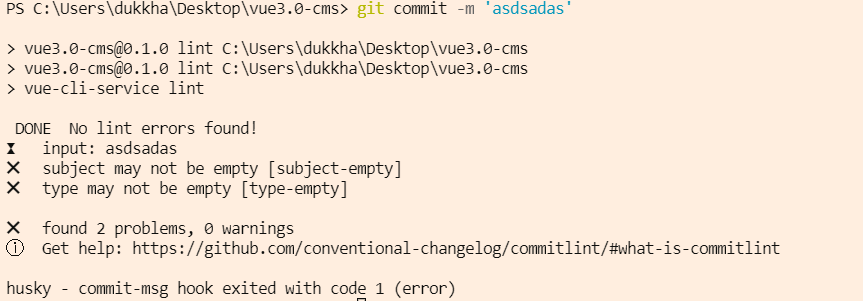 PS C:\Users\dukkha\Desktop\vue3.0-cms> git commit -m 'asdsadas'
> vue3.0-cms@0.1.0 lint C:\Users\dukkha\Desktop\vue3.0-cms
> vue3.0-cms@0.1.0 lint C:\Users\dukkha\Desktop\vue3.0-cms
> vue-cli-service lint
DONE  No lint errors found!
⧗   input: asdsadas
✖   subject may not be empty [subject-empty]
✖   type may not be empty [type-empty]
✖   found 2 problems, 0 warnings
ⓘ   Get help: https://github.com/conventional-changelog/commitlint/#what-is-commitlint
husky - commit-msg hook exited with code 1 (error)